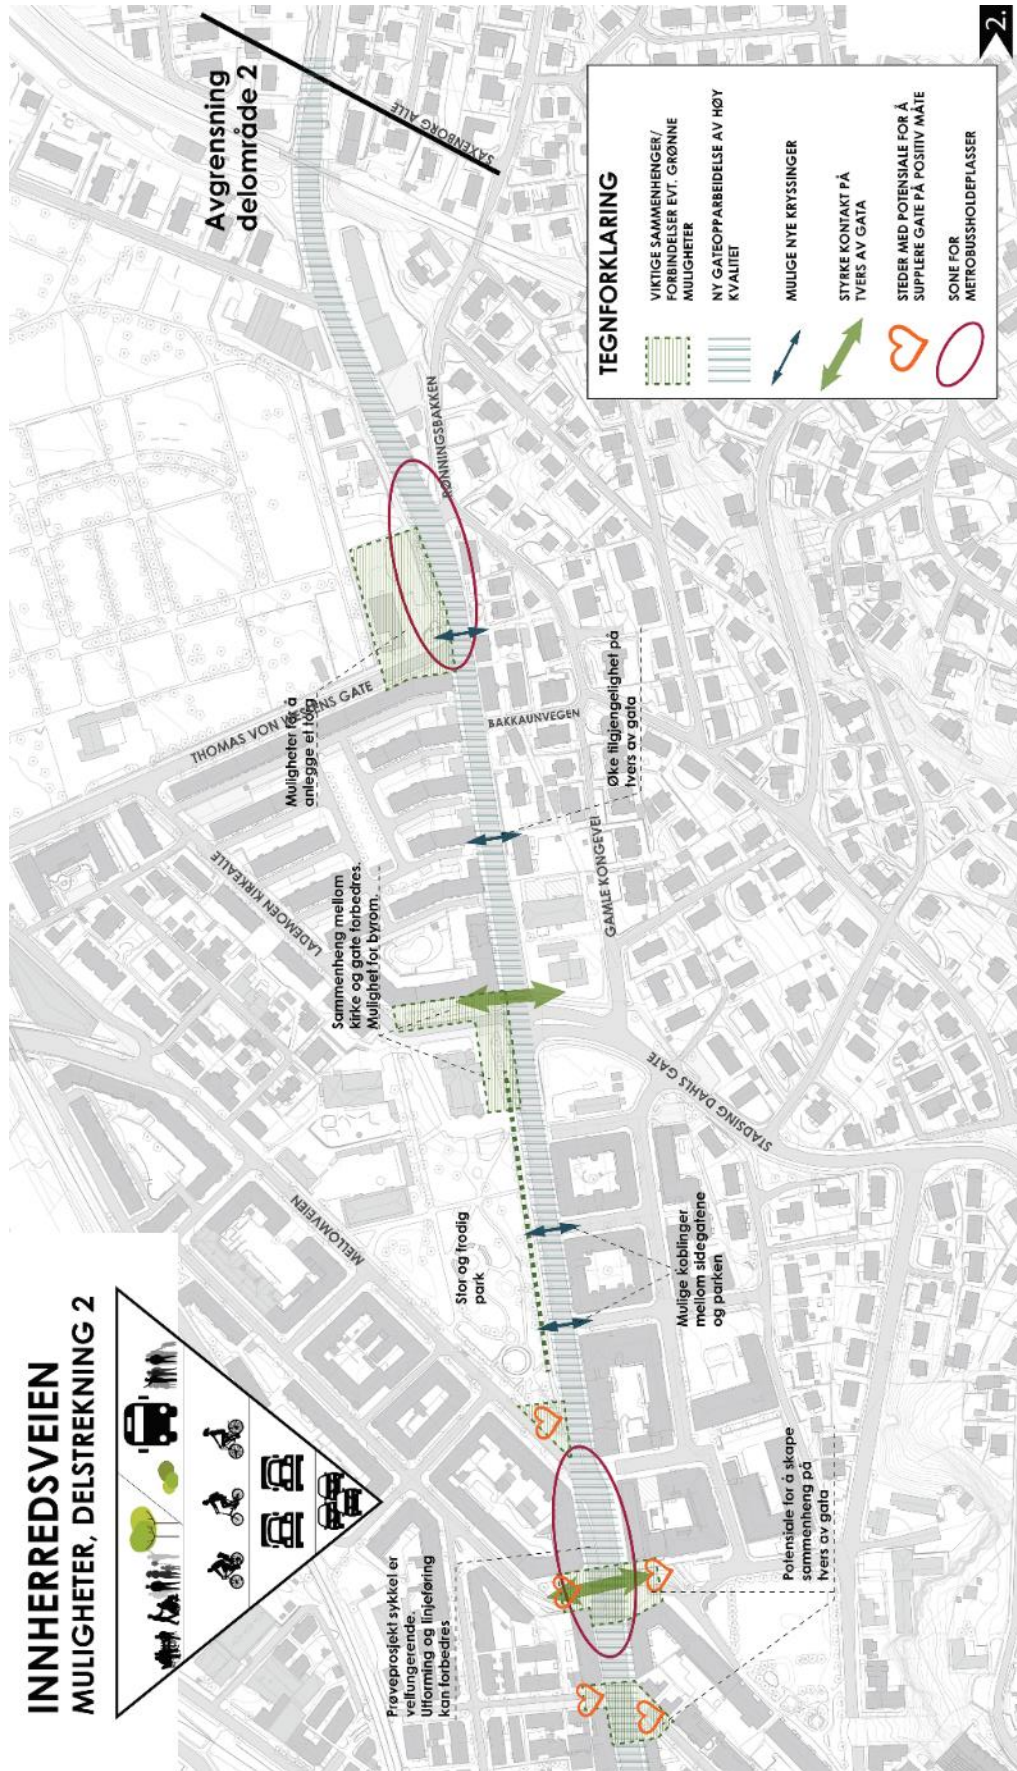 INNHERREDSVEIEN
MULIGHETER, DELSTREKNING 2
Avgrensning
delområde 2
SAXENBORG ALLE
RØNNINGSBAKKEN
THOMAS VON WESTENS GATE
Muligheter for å
anlegge et torg
BAKKAUNVEGEN
Øke tilgjengelighet på
tvers av gata
GAMLE KONGEVEI
LADEMOEN KIRKEALLE
Sammenheng mellom
kirke og gate forbedres.
Mulighet for byrom.
STADSING DAHLS GATE
MELLOMVEIEN
Stor og frodig
park
Mulige koblinger
mellom sidegatene
og parken
Prøveprosjekt sykkel er
velfungerende.
Utforming og linjeføring
kan forbedres
Potensiale for å skape
sammenheng på
tvers av gata
TEGNFORKLARING
VIKTIGE SAMMENHENGER/
FORBINDELSER EVT. GRØNNE
MULIGHETER
NY GATEOPPARBEIDELSE AV HØY
KVALITET
MULIGE NYE KRYSSINGER
STYRKE KONTAKT PÅ
TVERS AV GATA
STEDER MED POTENSIALE FOR Å
SUPPLERE GATE PÅ POSITIV MÅTE
SONE FOR
METROBUSSHOLDEPLASSER
2.